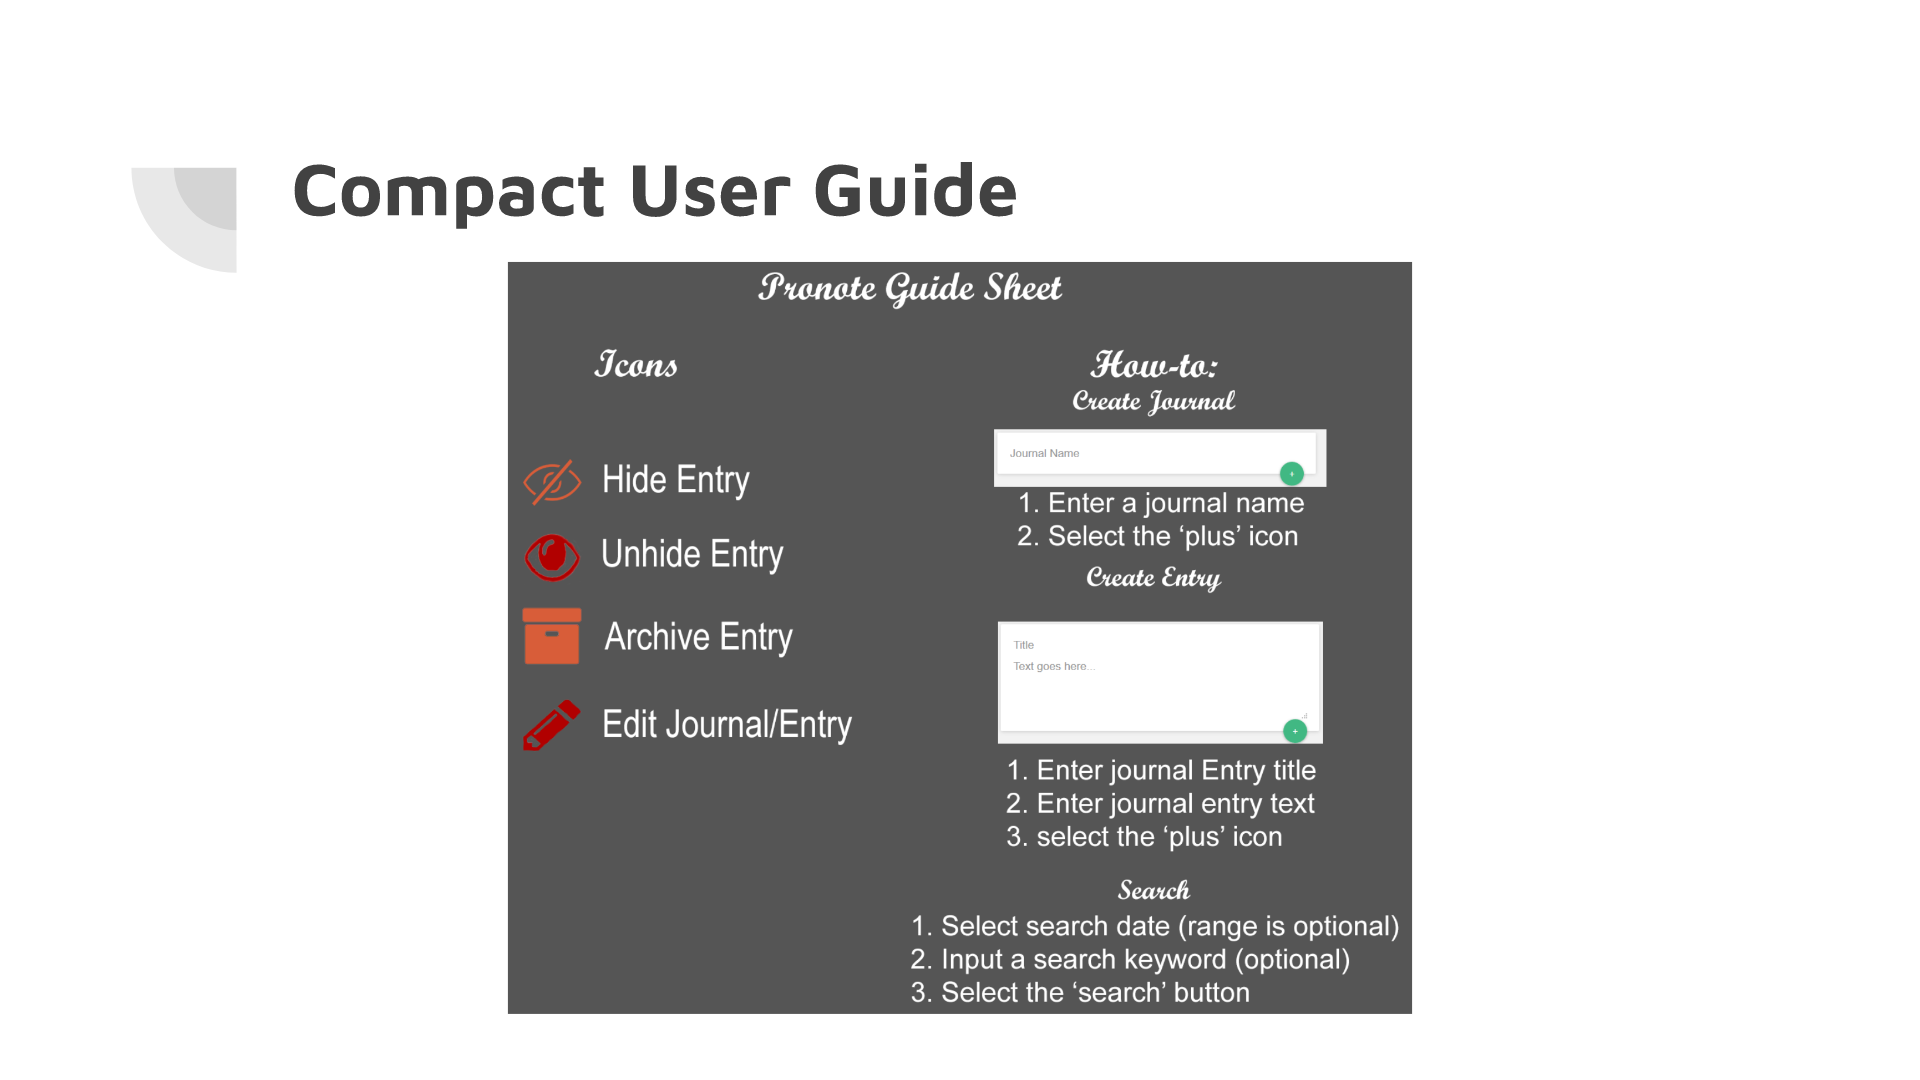 Compact User Guide
Pronote Guide Sheet
Icons
Hide Entry
Unhide Entry
Archive Entry
Edit Journal/Entry
How-to:
Create Journal
Journal Name
+
1. Enter a journal name
2. Select the ‘plus’ icon
Create Entry
Title
Text goes here...
+
1. Enter journal Entry title
2. Enter journal entry text
3. select the ‘plus’ icon
Search
1. Select search date (range is optional)
2. Input a search keyword (optional)
3. Select the ‘search’ button